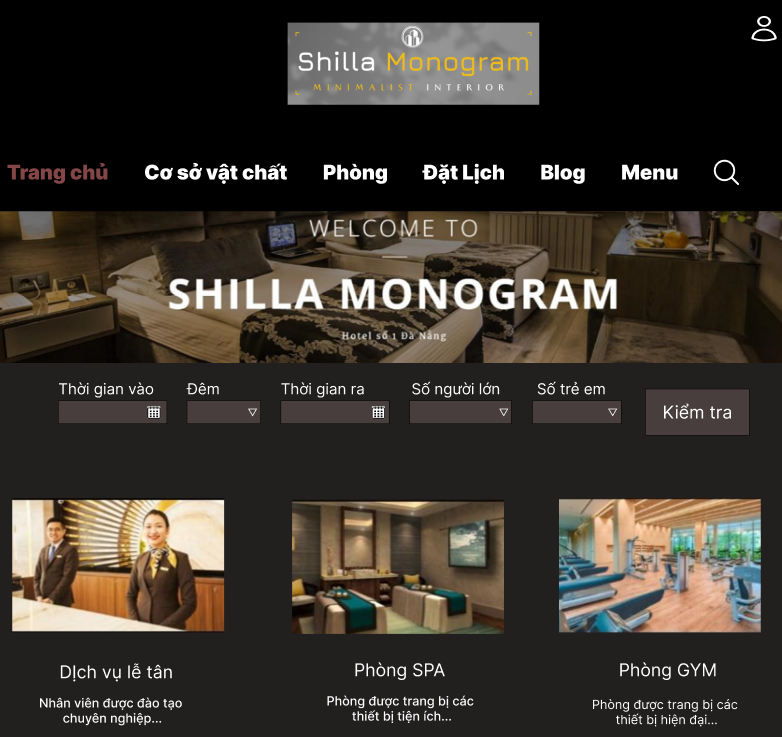 Shilla Monogram
MINIMALIST INTERIOR
Trang chủ Cơ sở vật chất Phòng Đặt Lịch Blog Menu
WELCOME TO
SHILLA MONOGRAM
Hotel số 1 Đà Nẵng
Thời gian vào Đêm Thời gian ra Số người lớn Số trẻ em
Kiểm tra
Dịch vụ lễ tân
Nhân viên được đào tạo
chuyên nghiệp...
Phòng SPA
Phòng được trang bị các
thiết bị tiện ích...
Phòng GYM
Phòng được trang bị các
thiết bị hiện đại...